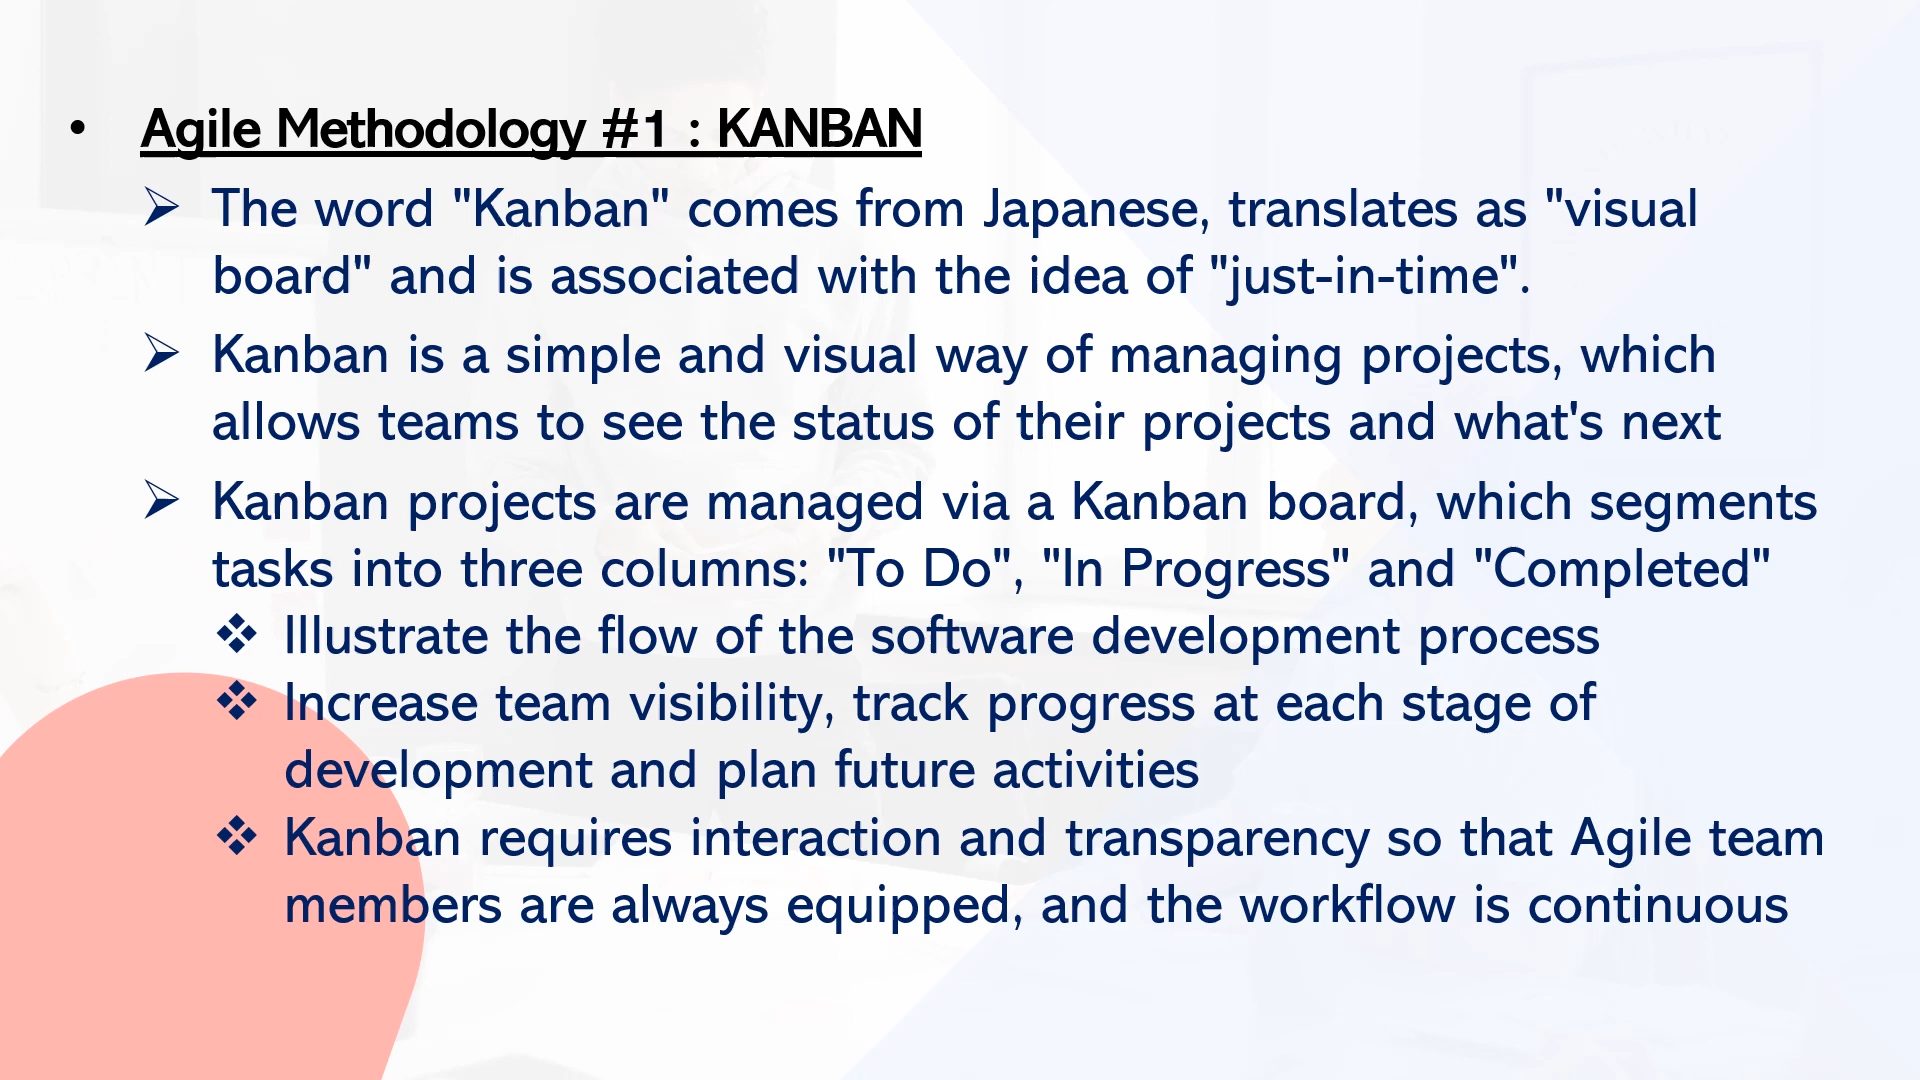 • Agile Methodology #1 : KANBAN
➢ The word "Kanban" comes from Japanese, translates as "visual
board" and is associated with the idea of "just-in-time".
➢ Kanban is a simple and visual way of managing projects, which
allows teams to see the status of their projects and what's next
➢ Kanban projects are managed via a Kanban board, which segments
tasks into three columns: "To Do", "In Progress" and "Completed"
❖ Illustrate the flow of the software development process
❖ Increase team visibility, track progress at each stage of
development and plan future activities
❖ Kanban requires interaction and transparency so that Agile team
members are always equipped, and the workflow is continuous